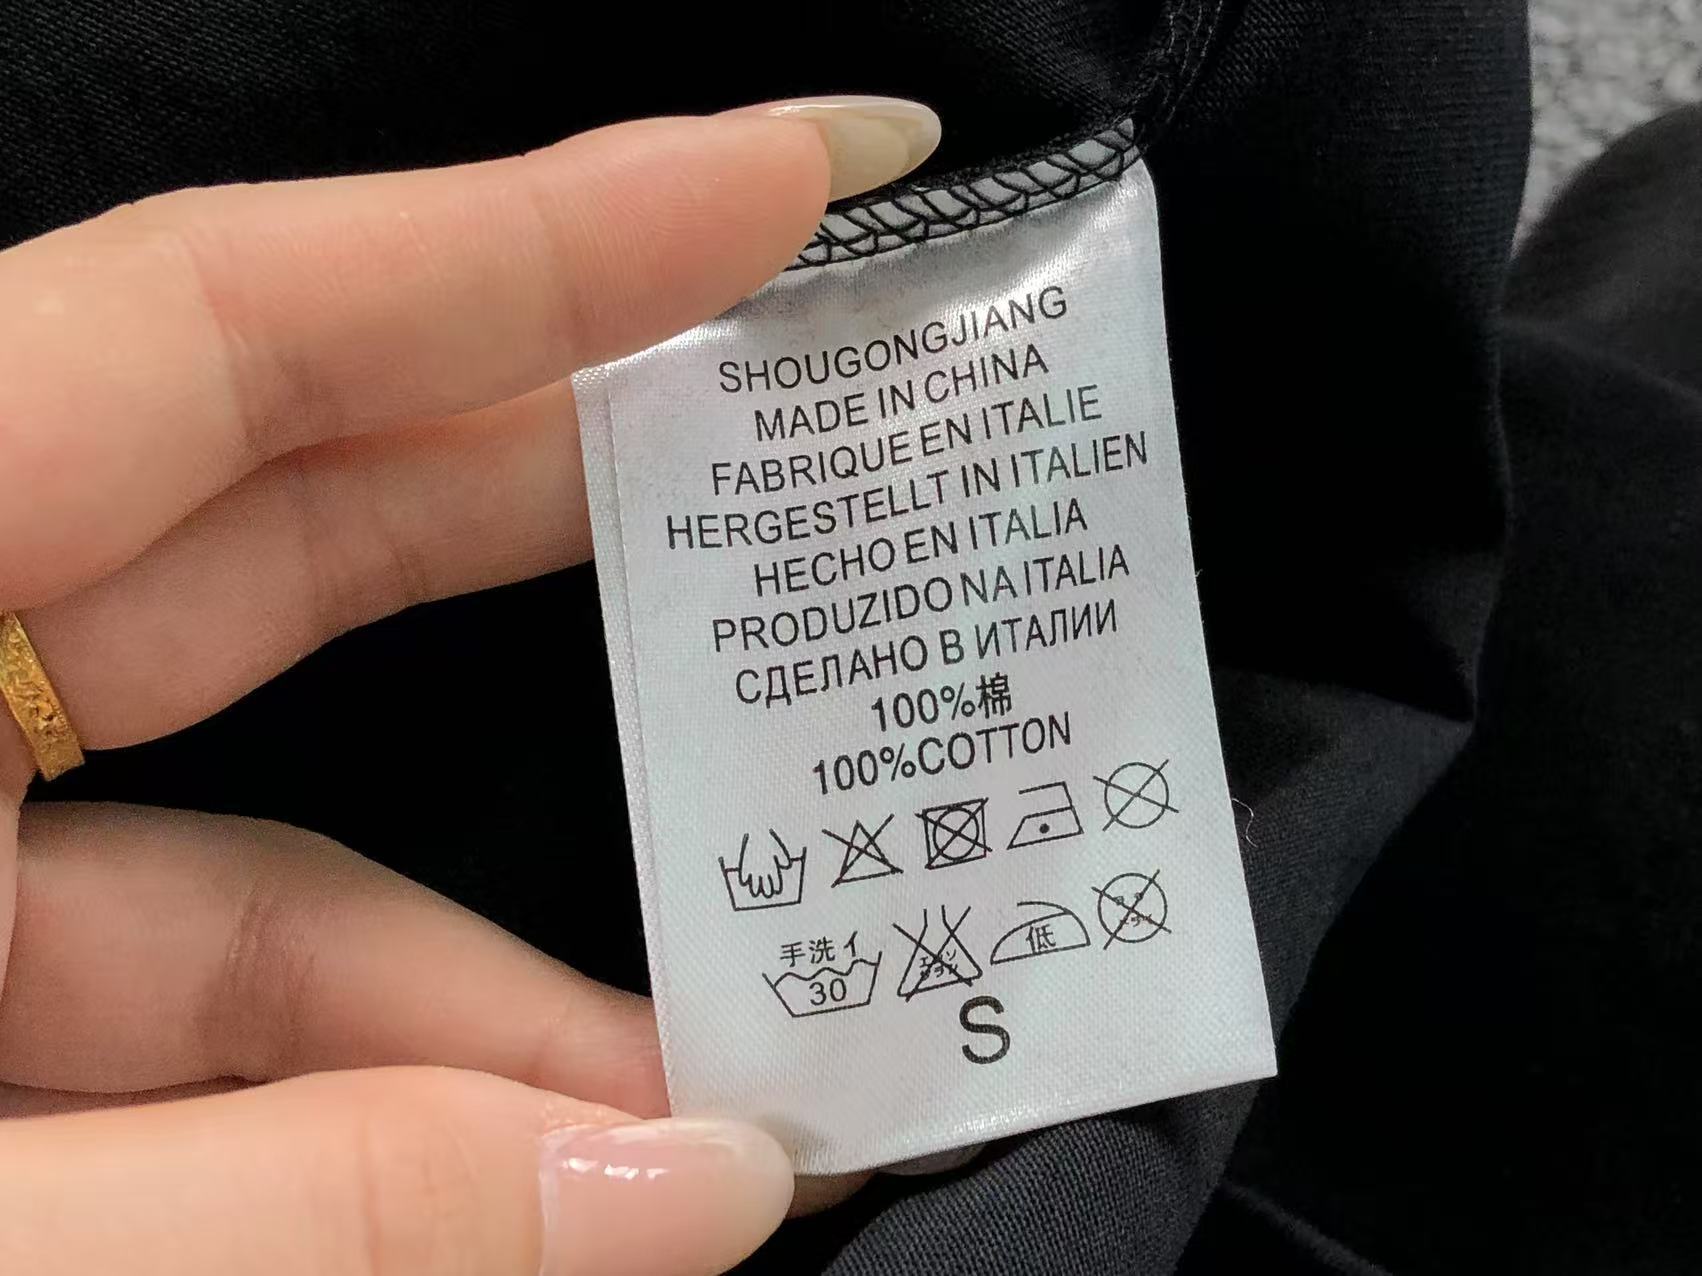 SHOUGONGJIANG
MADE IN CHINA
FABRIQUE EN ITALIE
HERGESTELLT IN ITALIEN
HECHO EN ITALIA
PRODUZIDO NA ITALIA
СДЕЛАНО В ИТАЛИИ
100%棉
100%COTTON
手洗イ
30
低
S